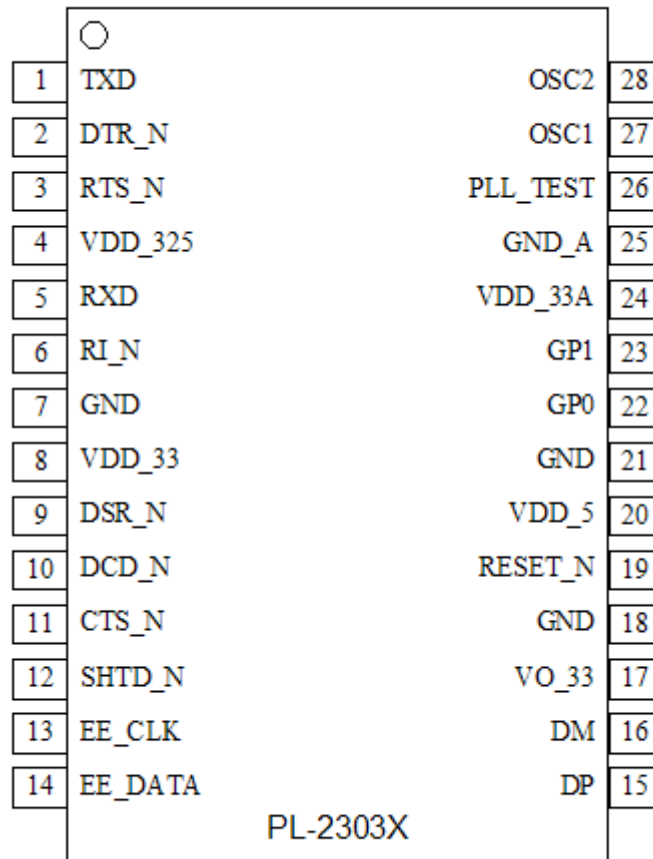 1 TXD OSC2 28
2 DTR_N OSC1 27
3 RTS_N PLL_TEST 26
4 VDD_325 GND_A 25
5 RXD VDD_33A 24
6 RI_N GP1 23
7 GND GP0 22
8 VDD_33 GND 21
9 DSR_N VDD_5 20
10 DCD_N RESET_N 19
11 CTS_N GND 18
12 SHTD_N VO_33 17
13 EE_CLK DM 16
14 EE_DATA DP 15
PL-2303X